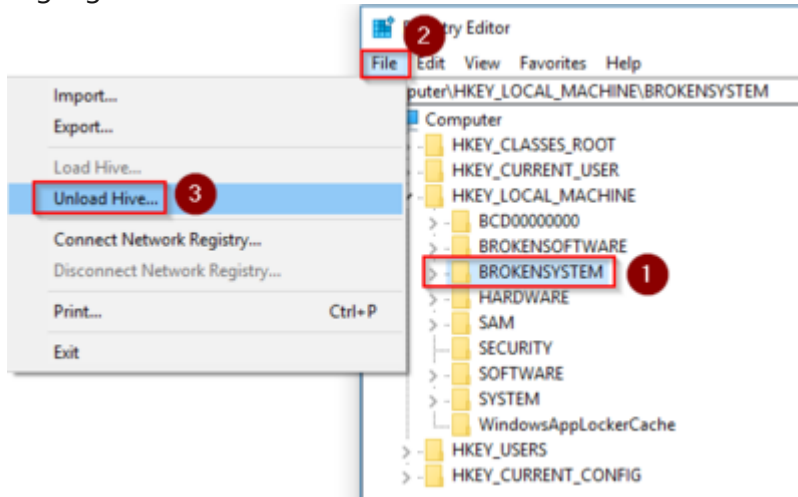 try Editor
2
File Edit View Favorites Help
puter\HKEY_LOCAL_MACHINE\BROKENSYSTEM
Computer
HKEY_CLASSES_ROOT
HKEY_CURRENT_USER
HKEY_LOCAL_MACHINE
BCD00000000
BROKENSOFTWARE
BROKENSYSTEM
1
HARDWARE
SAM
SECURITY
SOFTWARE
SYSTEM
WindowsAppLockerCache
HKEY_USERS
HKEY_CURRENT_CONFIG
Import...
Export...
Load Hive...
Unload Hive...
3
Connect Network Registry...
Disconnect Network Registry...
Print... Ctrl+P
Exit